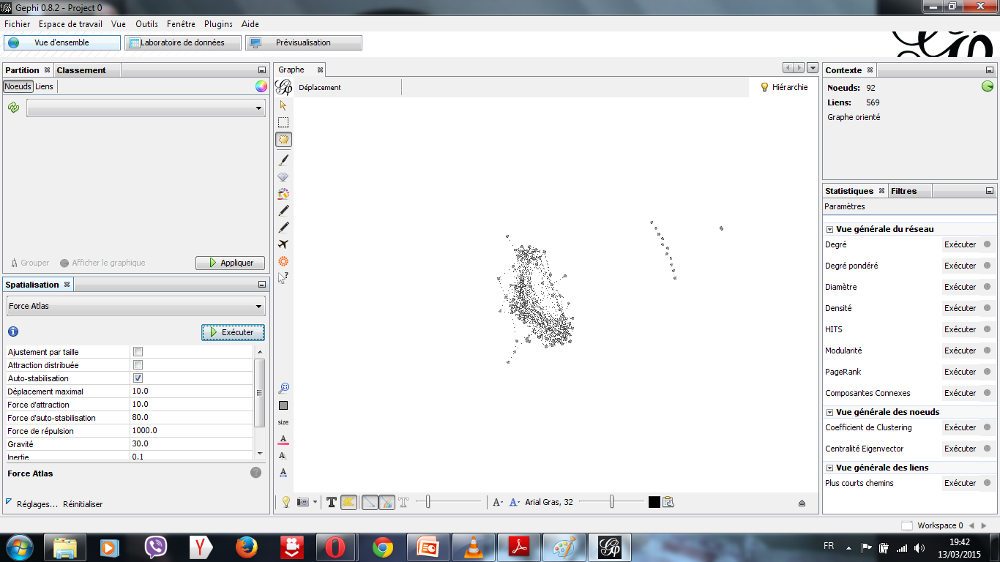 Gephi 0.8.2 - Project 0
Fichier Espace de travail Vue Outils Fenêtre Plugins Aide
Vue d'ensemble Laboratoire de données Prévisualisation
Partition Classement
Noeuds Liens
Grouper Afficher le graphique Appliquer
Spatialisation
Force Atlas
Exécuter
Ajustement par taille
Attraction distribuée
Auto-stabilisation
Déplacement maximal 10.0
Force d'attraction 10.0
Force d'auto-stabilisation 80.0
Force de répulsion 1000.0
Gravité 30.0
Inertie 0.1
Force Atlas
Réglages... Réinitialiser
Graphe
Déplacement Hiérarchie
size
A
A
A
T T A- A- Arial Gras, 32
Contexte
Noeuds: 92
Liens: 569
Graphe orienté
Statistiques Filtres
Paramètres
Vue générale du réseau
Degré Exécuter
Degré pondéré Exécuter
Diamètre Exécuter
Densité Exécuter
HITS Exécuter
Modularité Exécuter
PageRank Exécuter
Composantes Connexes Exécuter
Vue générale des noeuds
Coefficient de Clustering Exécuter
Centralité Eigenvector Exécuter
Vue générale des liens
Plus courts chemins Exécuter
Workspace 0
FR 19:42
13/03/2015